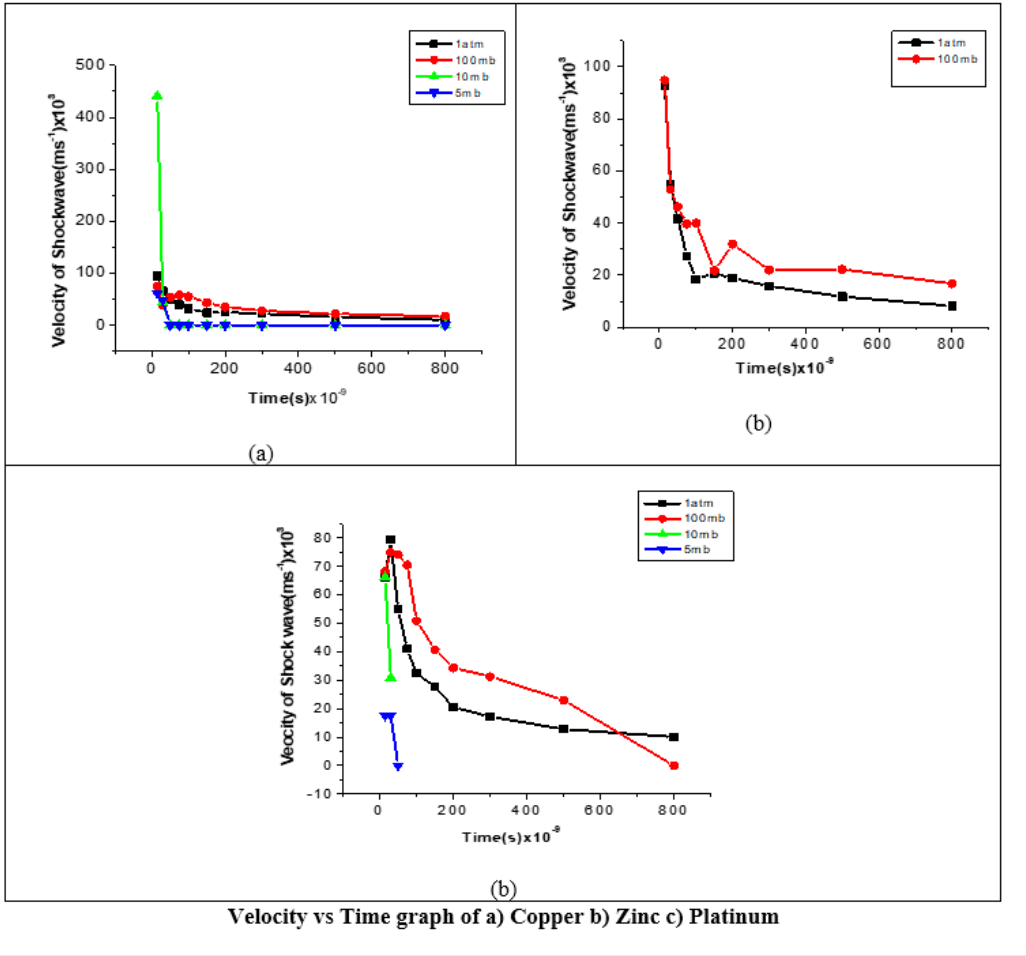 1atm
100mb
10mb
5mb
500
400
300
200
100
0
Velocity of Shockwave(ms⁻¹)x10³
0 200 400 600 800
Time(s)x 10⁻⁹
(a)
1atm
100mb
100
80
60
40
20
0
Velocity of Shockwave(ms⁻¹)x10³
0 200 400 600 800
Time(s)x10⁻⁹
(b)
1atm
100mb
10mb
5mb
80
70
60
50
40
30
20
10
0
-10
Veocity of Shock wave(ms⁻¹)x10³
0 200 400 600 800
Time(s)x10⁻⁹
(b)
Velocity vs Time graph of a) Copper b) Zinc c) Platinum